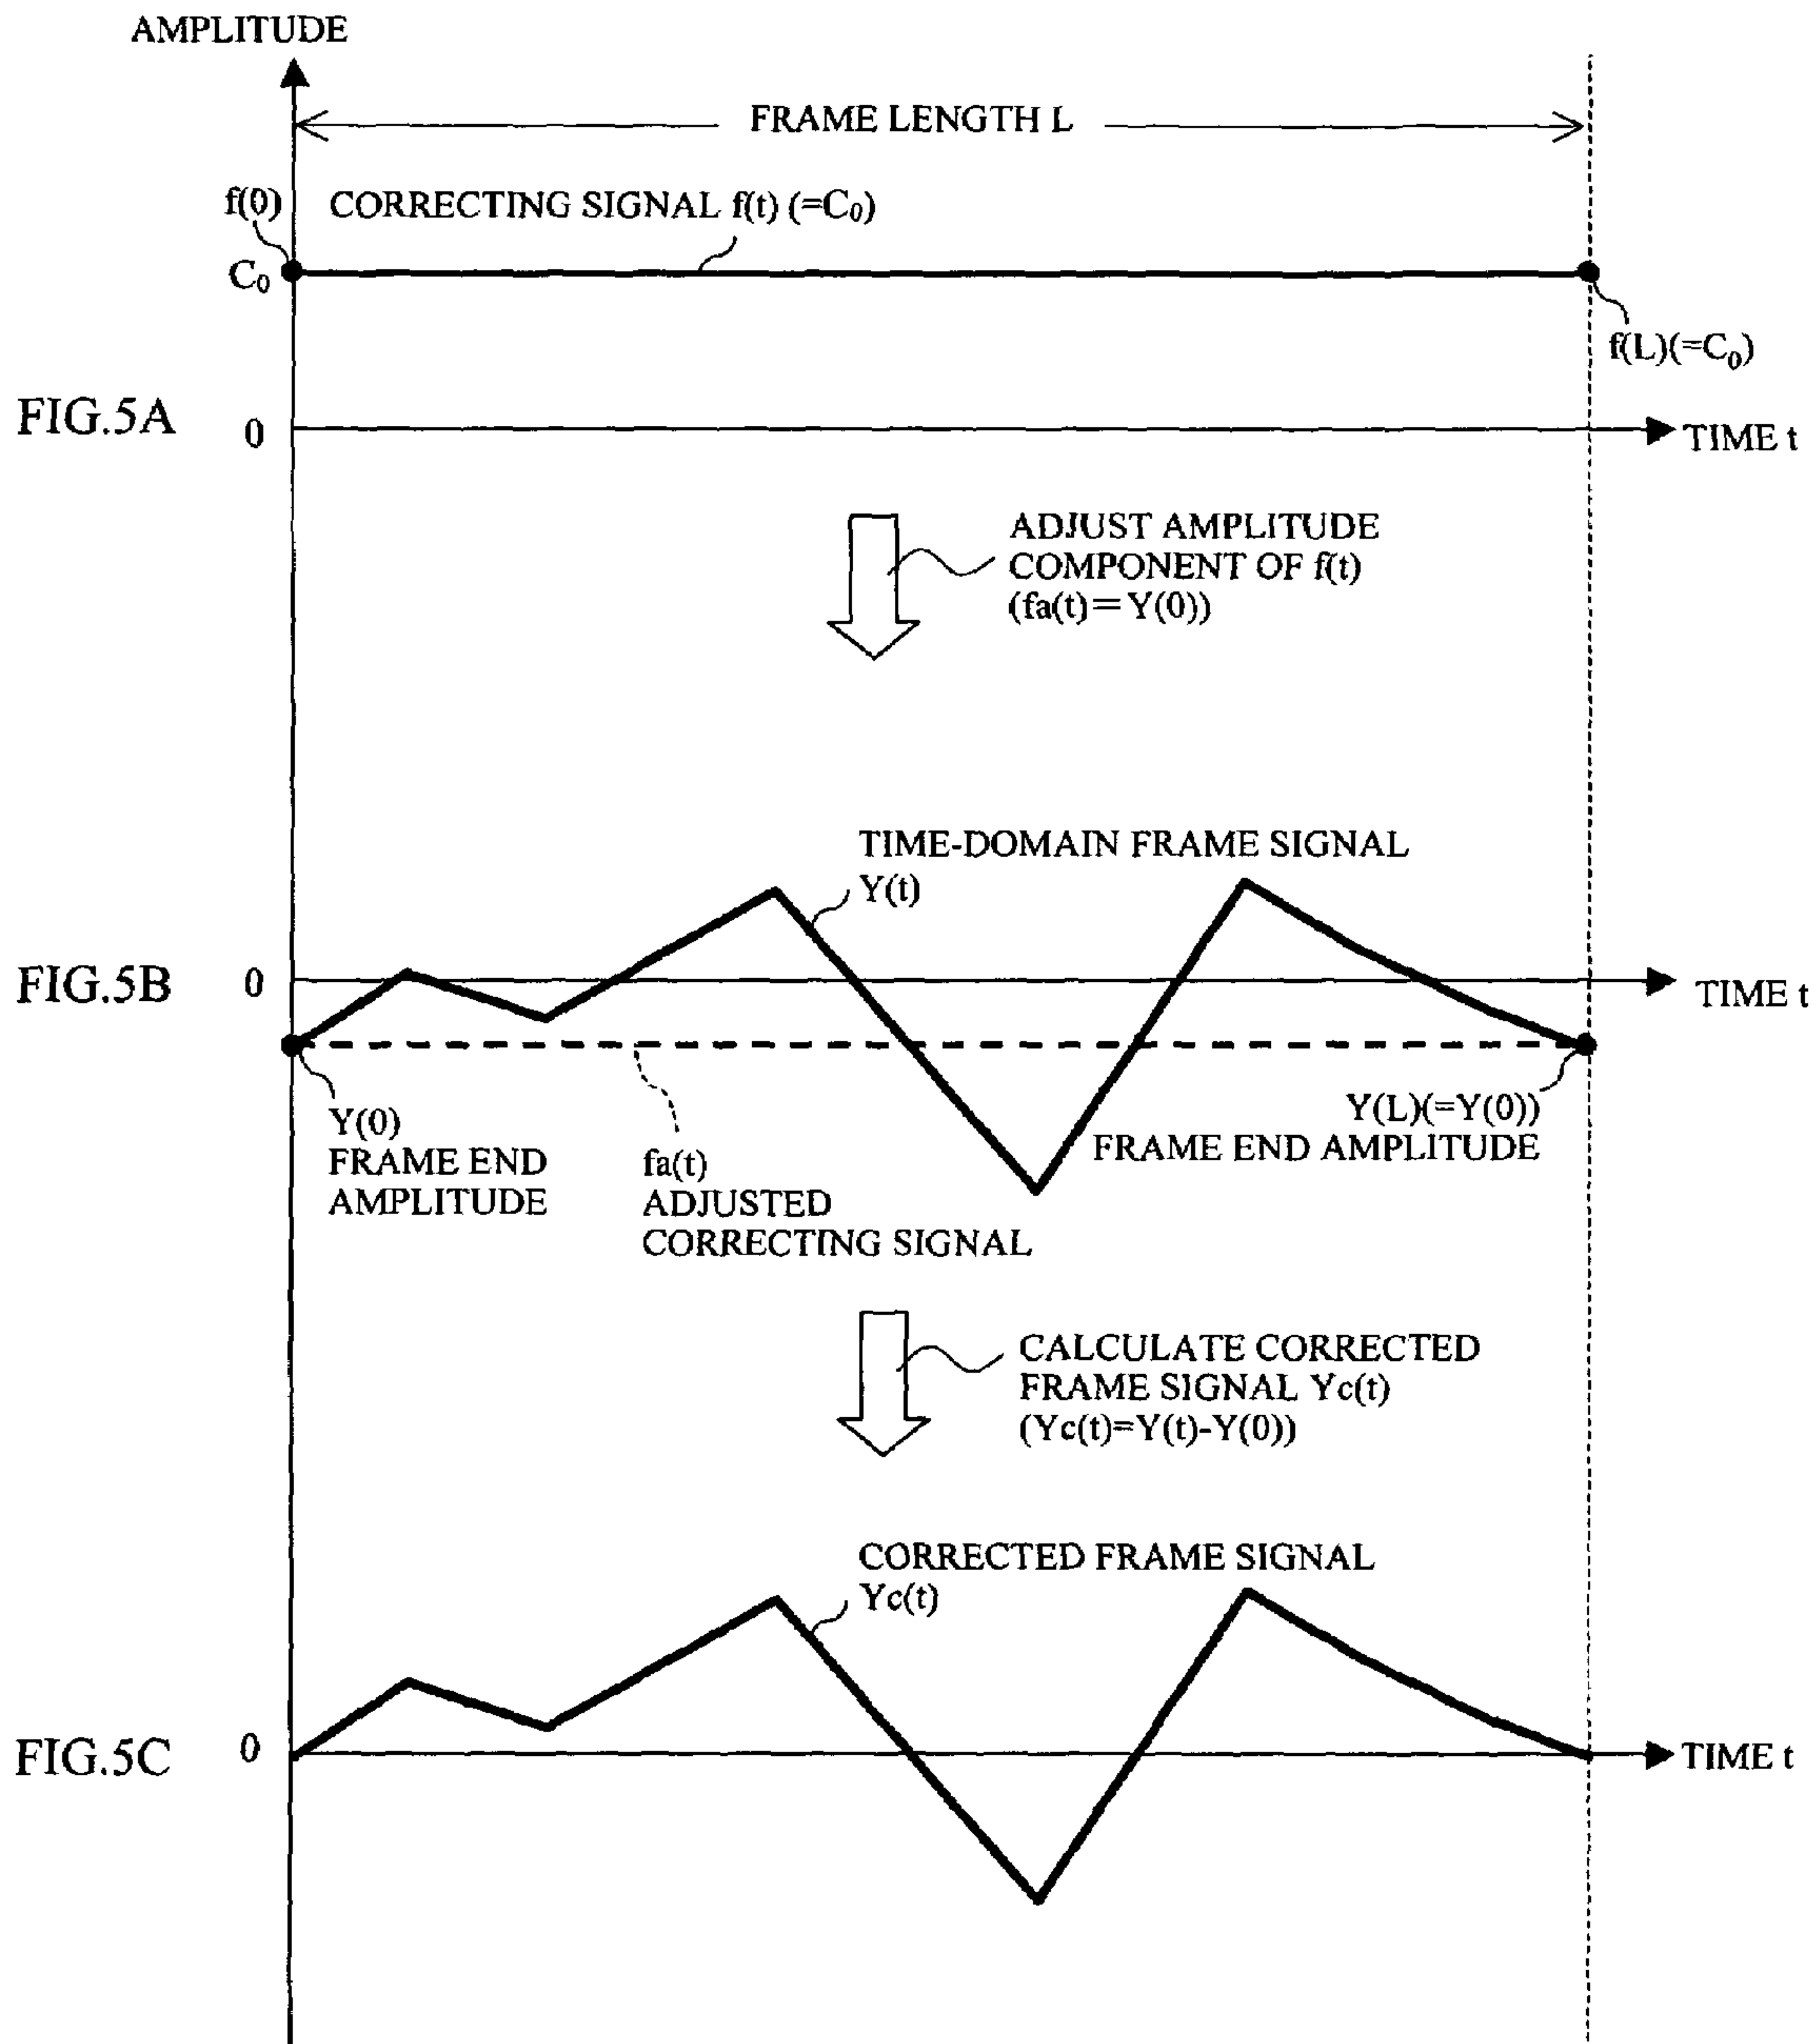 AMPLITUDE
FRAME LENGTH L
f(0)
CORRECTING SIGNAL f(t) (=C₀)
C₀
f(L)(=C₀)
FIG.5A
0
TIME t
ADJUST AMPLITUDE
COMPONENT OF f(t)
(fa(t)=Y(0))
TIME-DOMAIN FRAME SIGNAL
Y(t)
FIG.5B
0
TIME t
Y(0)
FRAME END
AMPLITUDE
fa(t)
ADJUSTED
CORRECTING SIGNAL
Y(L)(=Y(0))
FRAME END AMPLITUDE
CALCULATE CORRECTED
FRAME SIGNAL Yc(t)
(Yc(t)=Y(t)-Y(0))
CORRECTED FRAME SIGNAL
Yc(t)
FIG.5C
0
TIME t